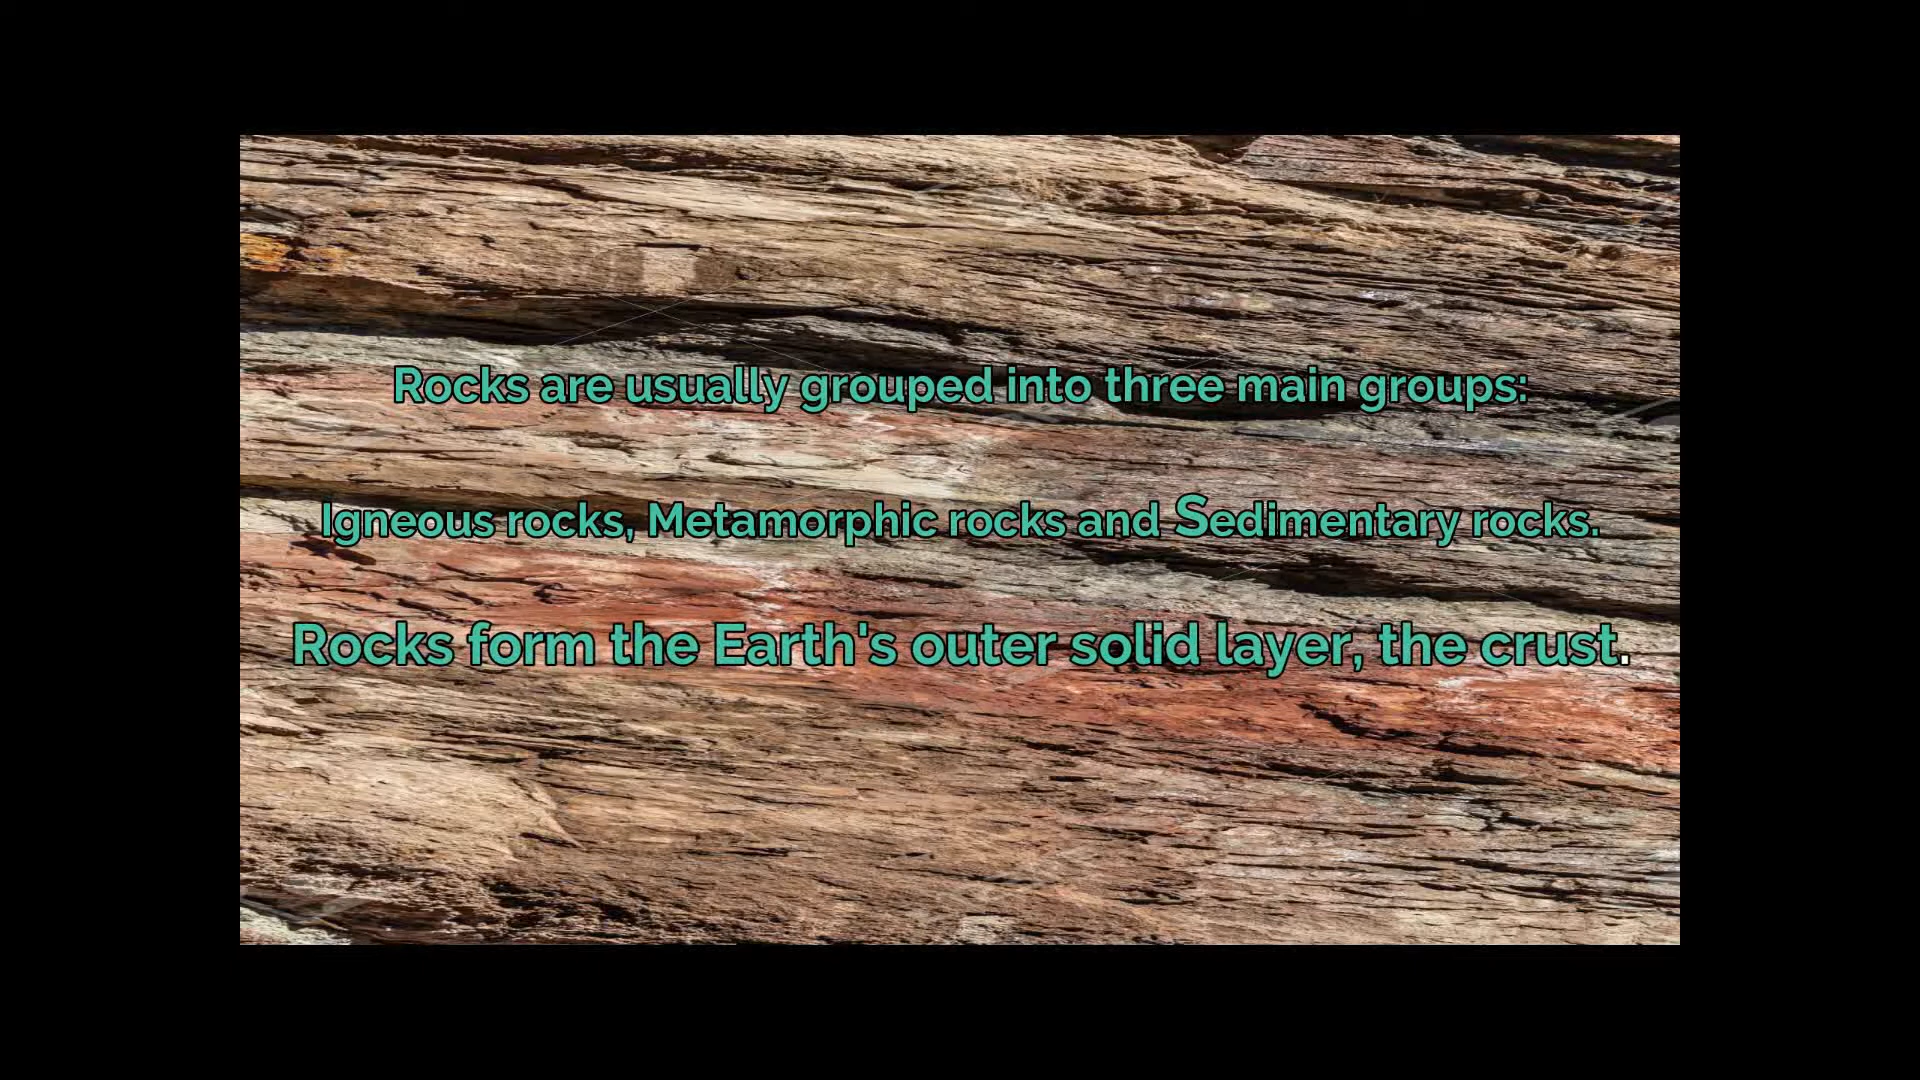 Rocks are usually grouped into three main groups:
Igneous rocks, Metamorphic rocks and Sedimentary rocks.
Rocks form the Earth's outer solid layer, the crust.